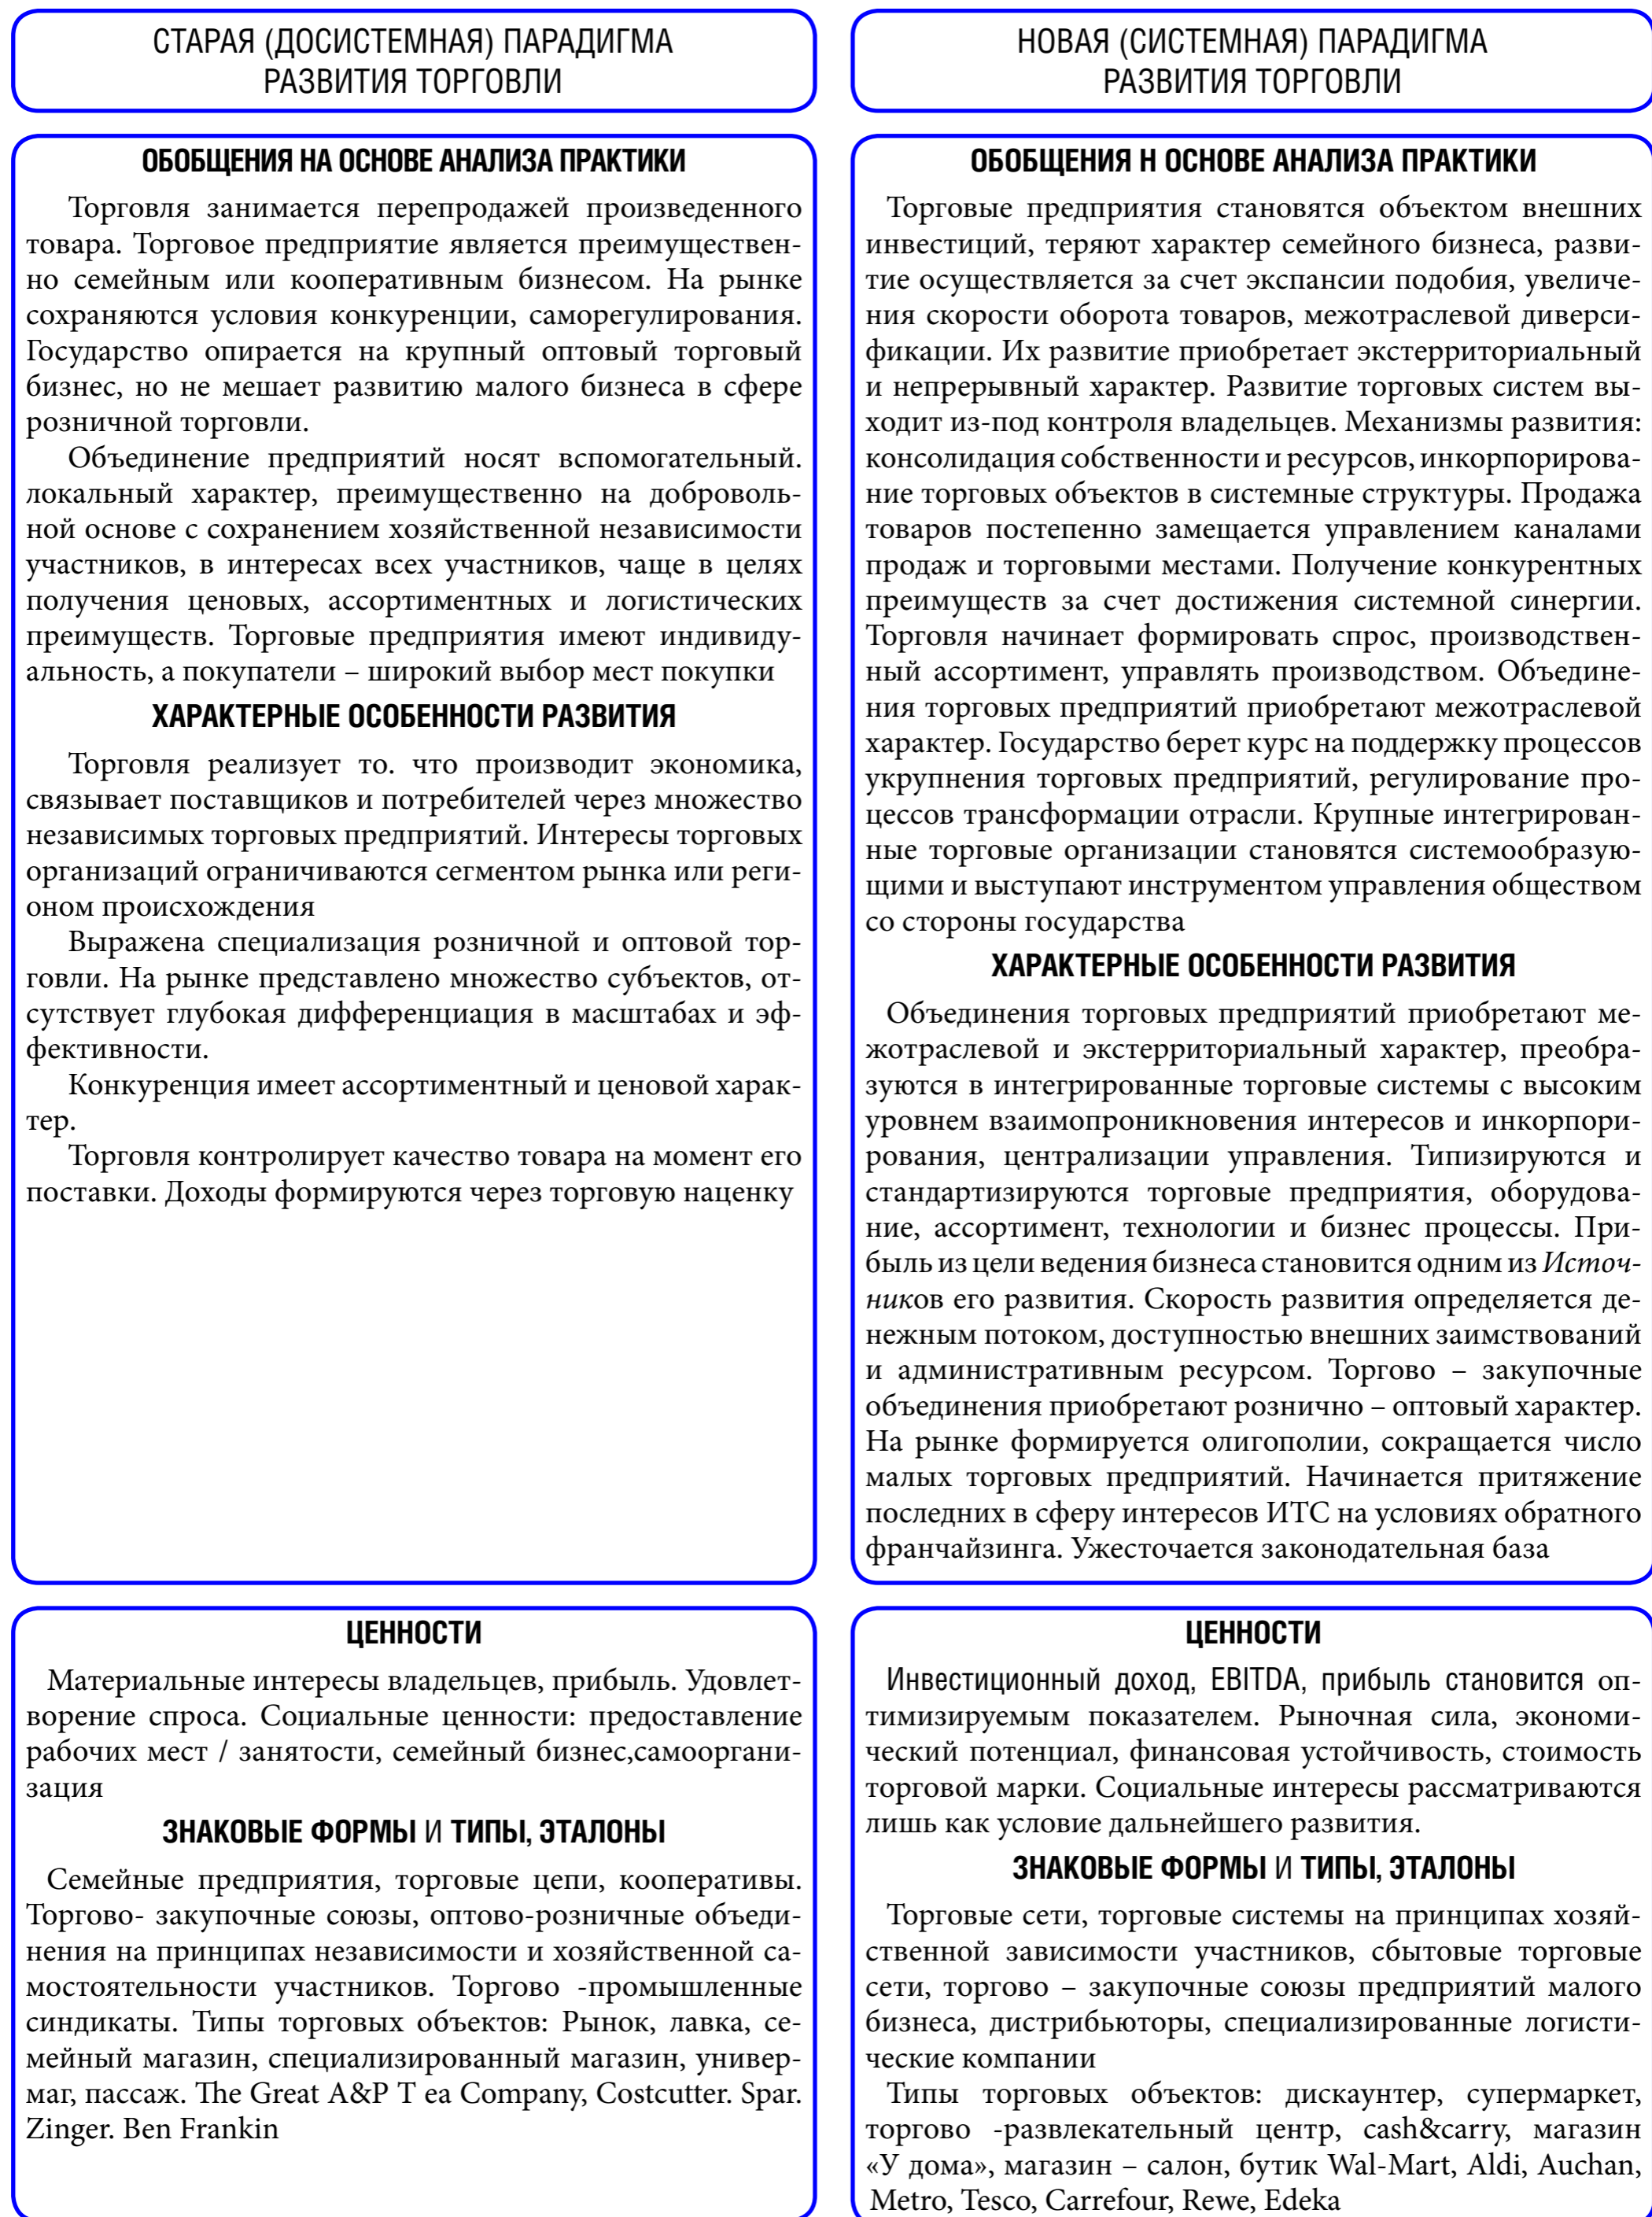 СТАРАЯ (ДОСИСТЕМНАЯ) ПАРАДИГМА
РАЗВИТИЯ ТОРГОВЛИ
ОБОБЩЕНИЯ НА ОСНОВЕ АНАЛИЗА ПРАКТИКИ
Торговля занимается перепродажей произведенного
товара. Торговое предприятие является преимуществен-
но семейным или кооперативным бизнесом. На рынке
сохраняются условия конкуренции, саморегулирования.
Государство опирается на крупный оптовый торговый
бизнес, но не мешает развитию малого бизнеса в сфере
розничной торговли.
Объединение предприятий носят вспомогательный.
локальный характер, преимущественно на доброволь-
ной основе с сохранением хозяйственной независимости
участников, в интересах всех участников, чаще в целях
получения ценовых, ассортиментных и логистических
преимуществ. Торговые предприятия имеют индивиду-
альность, а покупатели – широкий выбор мест покупки
ХАРАКТЕРНЫЕ ОСОБЕННОСТИ РАЗВИТИЯ
Торговля реализует то. что производит экономика,
связывает поставщиков и потребителей через множество
независимых торговых предприятий. Интересы торговых
организаций ограничиваются сегментом рынка или реги-
оном происхождения
Выражена специализация розничной и оптовой тор-
говли. На рынке представлено множество субъектов, от-
сутствует глубокая дифференциация в масштабах и эф-
фективности.
Конкуренция имеет ассортиментный и ценовой харак-
тер.
Торговля контролирует качество товара на момент его
поставки. Доходы формируются через торговую наценку
ЦЕННОСТИ
Материальные интересы владельцев, прибыль. Удовлет-
ворение спроса. Социальные ценности: предоставление
рабочих мест / занятости, семейный бизнес,самооргани-
зация
ЗНАКОВЫЕ ФОРМЫ И ТИПЫ, ЭТАЛОНЫ
Семейные предприятия, торговые цепи, кооперативы.
Торгово- закупочные союзы, оптово-розничные объеди-
нения на принципах независимости и хозяйственной са-
мостоятельности участников. Торгово -промышленные
синдикаты. Типы торговых объектов: Рынок, лавка, се-
мейный магазин, специализированный магазин, универ-
маг, пассаж. The Great A&P T ea Company, Costcutter. Spar.
Zinger. Ben Frankin
НОВАЯ (СИСТЕМНАЯ) ПАРАДИГМА
РАЗВИТИЯ ТОРГОВЛИ
ОБОБЩЕНИЯ Н ОСНОВЕ АНАЛИЗА ПРАКТИКИ
Торговые предприятия становятся объектом внешних
инвестиций, теряют характер семейного бизнеса, разви-
тие осуществляется за счет экспансии подобия, увеличе-
ния скорости оборота товаров, межотраслевой диверси-
фикации. Их развитие приобретает экстерриториальный
и непрерывный характер. Развитие торговых систем вы-
ходит из-под контроля владельцев. Механизмы развития:
консолидация собственности и ресурсов, инкорпорирова-
ние торговых объектов в системные структуры. Продажа
товаров постепенно замещается управлением каналами
продаж и торговыми местами. Получение конкурентных
преимуществ за счет достижения системной синергии.
Торговля начинает формировать спрос, производствен-
ный ассортимент, управлять производством. Объедине-
ния торговых предприятий приобретают межотраслевой
характер. Государство берет курс на поддержку процессов
укрупнения торговых предприятий, регулирование про-
цессов трансформации отрасли. Крупные интегрирован-
ные торговые организации становятся системообразую-
щими и выступают инструментом управления обществом
со стороны государства
ХАРАКТЕРНЫЕ ОСОБЕННОСТИ РАЗВИТИЯ
Объединения торговых предприятий приобретают ме-
жотраслевой и экстерриториальный характер, преобра-
зуются в интегрированные торговые системы с высоким
уровнем взаимопроникновения интересов и инкорпори-
рования, централизации управления. Типизируются и
стандартизируются торговые предприятия, оборудова-
ние, ассортимент, технологии и бизнес процессы. При-
быль из цели ведения бизнеса становится одним из Источ-
ников его развития. Скорость развития определяется де-
нежным потоком, доступностью внешних заимствований
и административным ресурсом. Торгово – закупочные
объединения приобретают рознично – оптовый характер.
На рынке формируется олигополии, сокращается число
малых торговых предприятий. Начинается притяжение
последних в сферу интересов ИТС на условиях обратного
франчайзинга. Ужесточается законодательная база
ЦЕННОСТИ
Инвестиционный доход, EBITDA, прибыль становится оп-
тимизируемым показателем. Рыночная сила, экономи-
ческий потенциал, финансовая устойчивость, стоимость
торговой марки. Социальные интересы рассматриваются
лишь как условие дальнейшего развития.
ЗНАКОВЫЕ ФОРМЫ И ТИПЫ, ЭТАЛОНЫ
Торговые сети, торговые системы на принципах хозяй-
ственной зависимости участников, сбытовые торговые
сети, торгово – закупочные союзы предприятий малого
бизнеса, дистрибьюторы, специализированные логисти-
ческие компании
Типы торговых объектов: дискаунтер, супермаркет,
торгово -развлекательный центр, cash&carry, магазин
«У дома», магазин – салон, бутик Wal-Mart, Aldi, Auchan,
Metro, Tesco, Carrefour, Rewe, Edeka